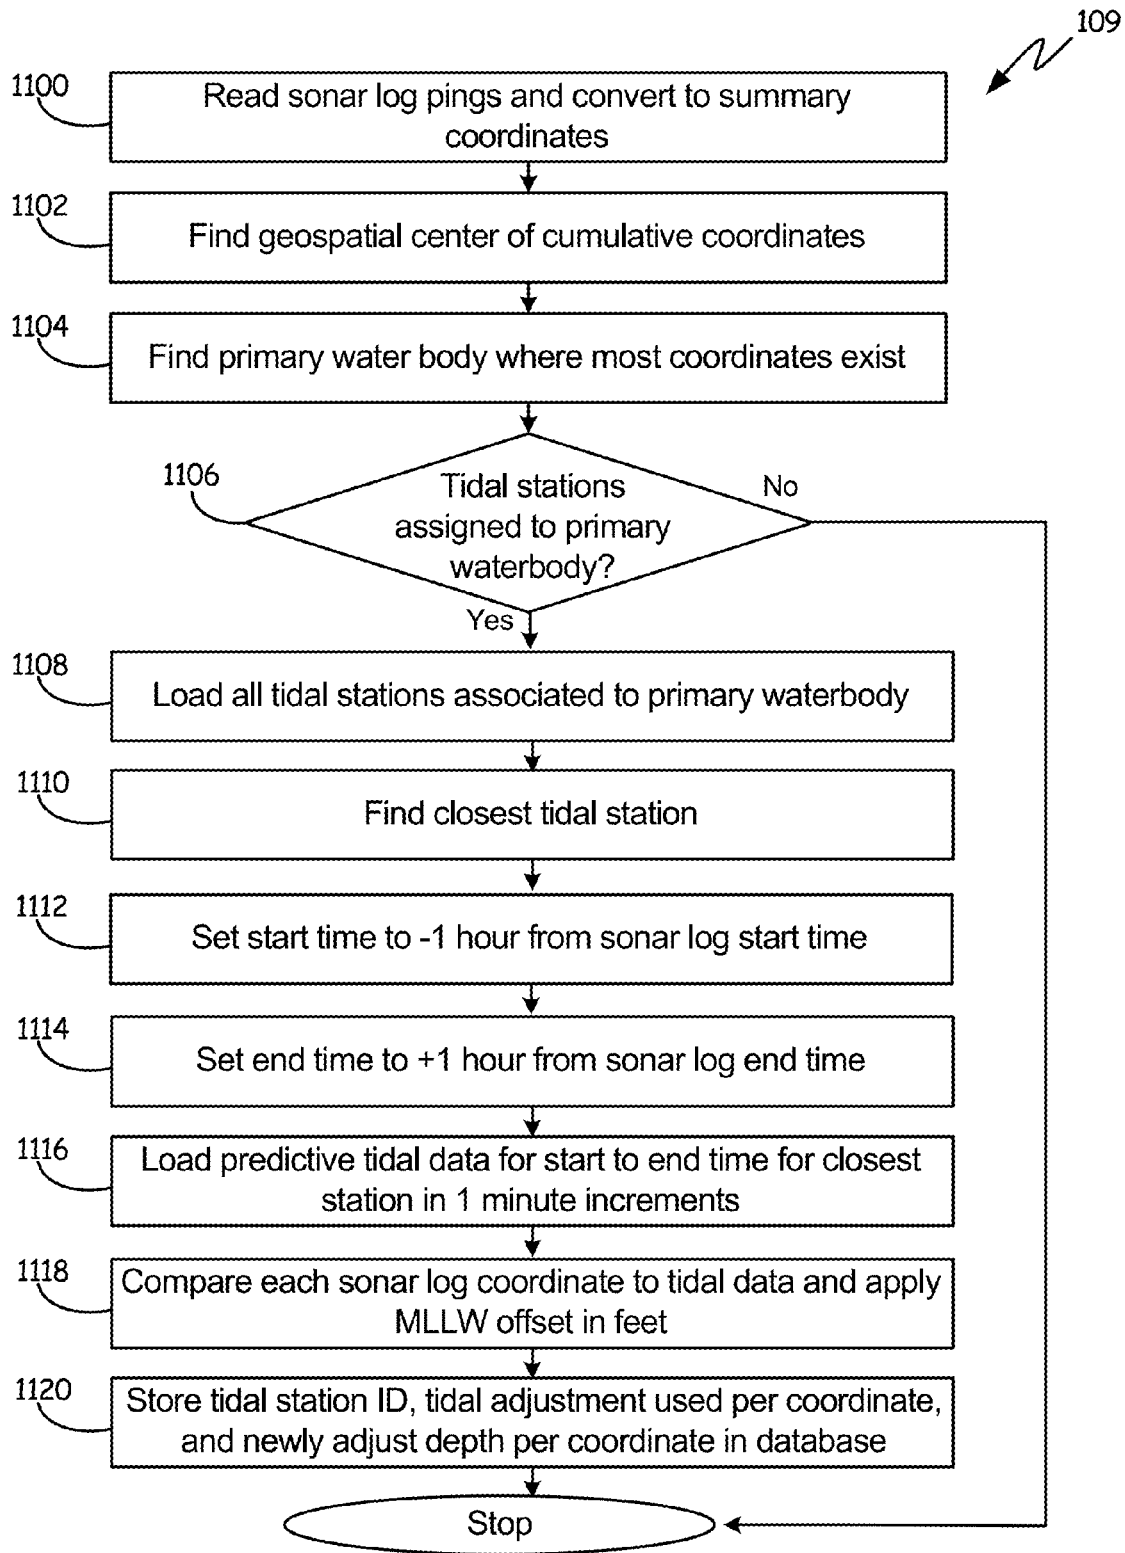 109
1100
Read sonar log pings and convert to summary
coordinates
1102
Find geospatial center of cumulative coordinates
1104
Find primary water body where most coordinates exist
1106
Tidal stations
assigned to primary
waterbody?
No
Yes
1108
Load all tidal stations associated to primary waterbody
1110
Find closest tidal station
1112
Set start time to -1 hour from sonar log start time
1114
Set end time to +1 hour from sonar log end time
1116
Load predictive tidal data for start to end time for closest
station in 1 minute increments
1118
Compare each sonar log coordinate to tidal data and apply
MLLW offset in feet
1120
Store tidal station ID, tidal adjustment used per coordinate,
and newly adjust depth per coordinate in database
Stop